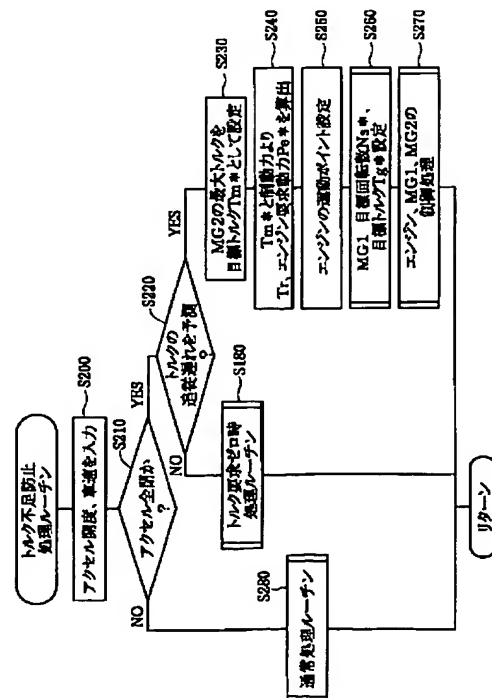 トルク不足防止
処理ルーチン
S200
アクセル開度、車速を入力
S210
アクセル全閉か
?
NO
YES
S220
トルクの
追従遅れを予測
?
NO
YES
S230
MG2の最大トルクを
目標トルクTm*として設定
S240
Tm*と制動力より
Tr、エンジン要求動力Pe*を算出
S250
エンジンの運動ポイント設定
S260
MG1 目標回転数Ns*、
目標トルクTg*設定
S270
エンジン、MG1、MG2の
制御処理
S180
トルク要求ゼロ時
処理ルーチン
S280
通常処理ルーチン
リターン